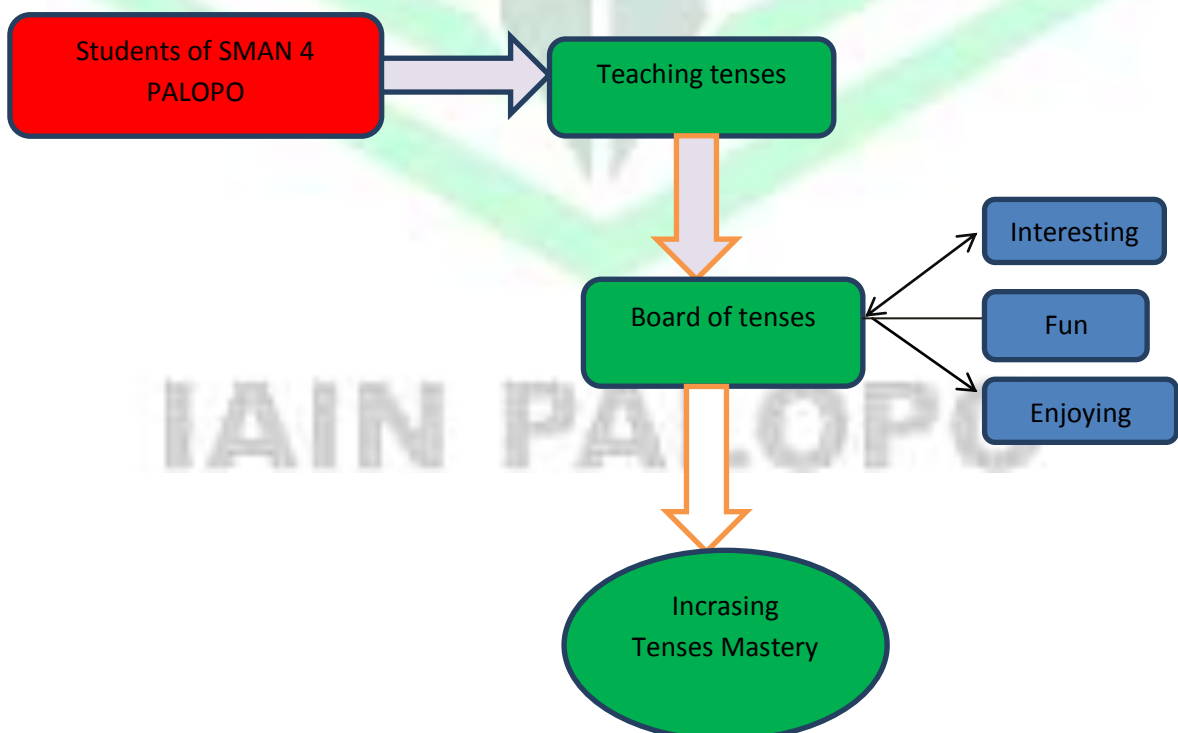 Students of SMAN 4
PALOPO
Teaching tenses
Interesting
Board of tenses
Fun
Enjoying
IAIN PALOPO
Incrasing
Tenses Mastery